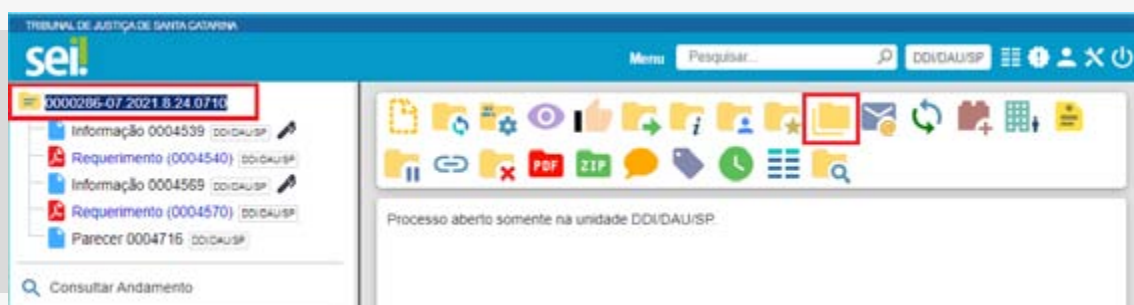 TRIBUNAL DE JUSTIÇA DE SANTA CATARINA
sei!
Menu Pesquisar... DDI/DAU/SP
0000286-07.2021.8.24.0710
Informação 0004539 DDI/DAU/SP
Requerimento (0004540) DDI/DAU/SP
Informação 0004569 DDI/DAU/SP
Requerimento (0004570) DDI/DAU/SP
Parecer 0004716 DDI/DAU/SP
Consultar Andamento
i
PDF ZIP
Processo aberto somente na unidade DDI/DAU/SP.